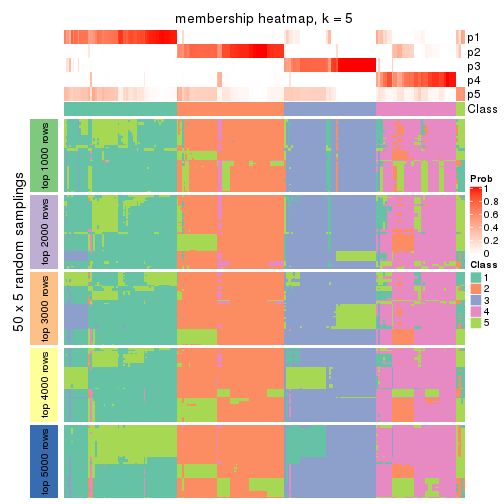 membership heatmap, k = 5
p1
p2
p3
p4
p5
Class
50 x 5 random samplings
top 1000 rows
top 2000 rows
top 3000 rows
top 4000 rows
top 5000 rows
Prob
1
0.8
0.6
0.4
0.2
0
Class
1
2
3
4
5